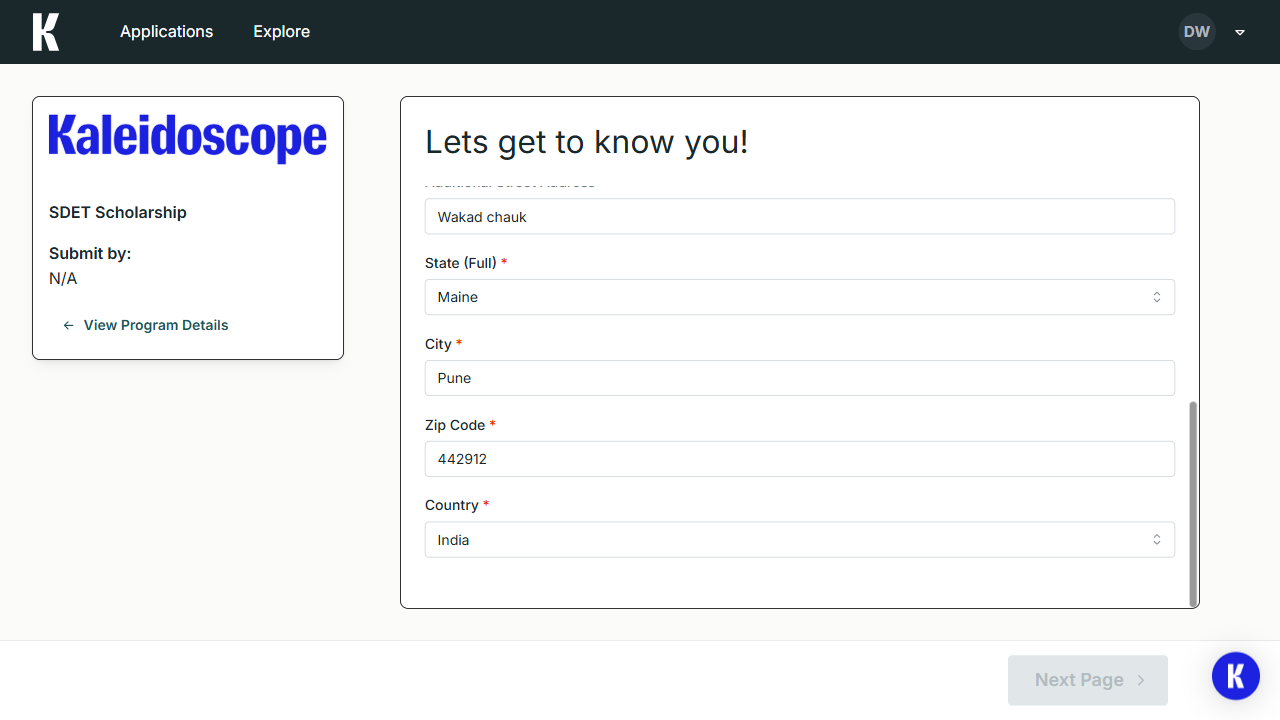 K
Applications
Explore
DW
Kaleidoscope
SDET Scholarship
Submit by:
N/A
← View Program Details
Lets get to know you!
Wakad chauk
State (Full) *
Maine
City *
Pune
Zip Code *
442912
Country *
India
Next Page
K